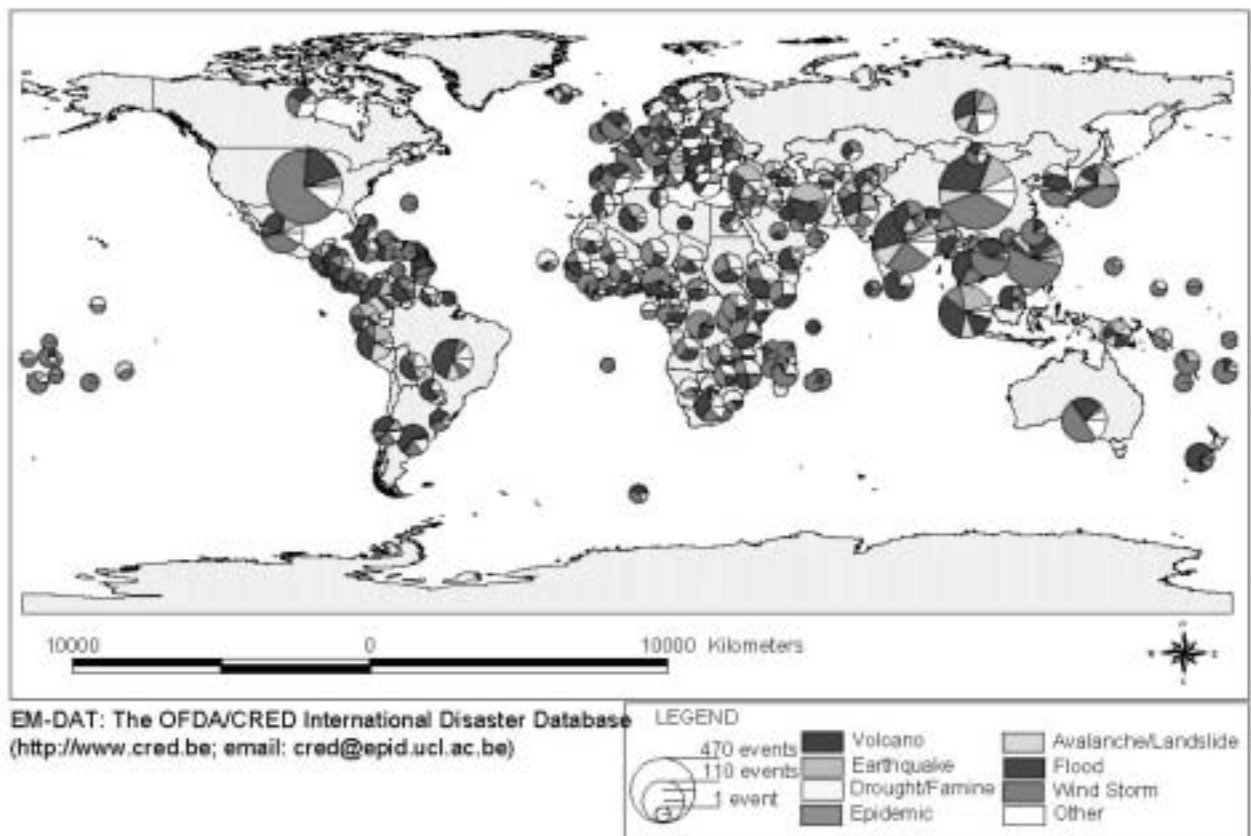 10000 0 10000 Kilometers
EM-DAT: The OFDA/CRED International Disaster Database
(http://www.cred.be; email: cred@epid.ucl.ac.be)
LEGEND
470 events
110 events
1 event
Volcano
Earthquake
Drought/Famine
Epidemic
Avalanche/Landslide
Flood
Wind Storm
Other